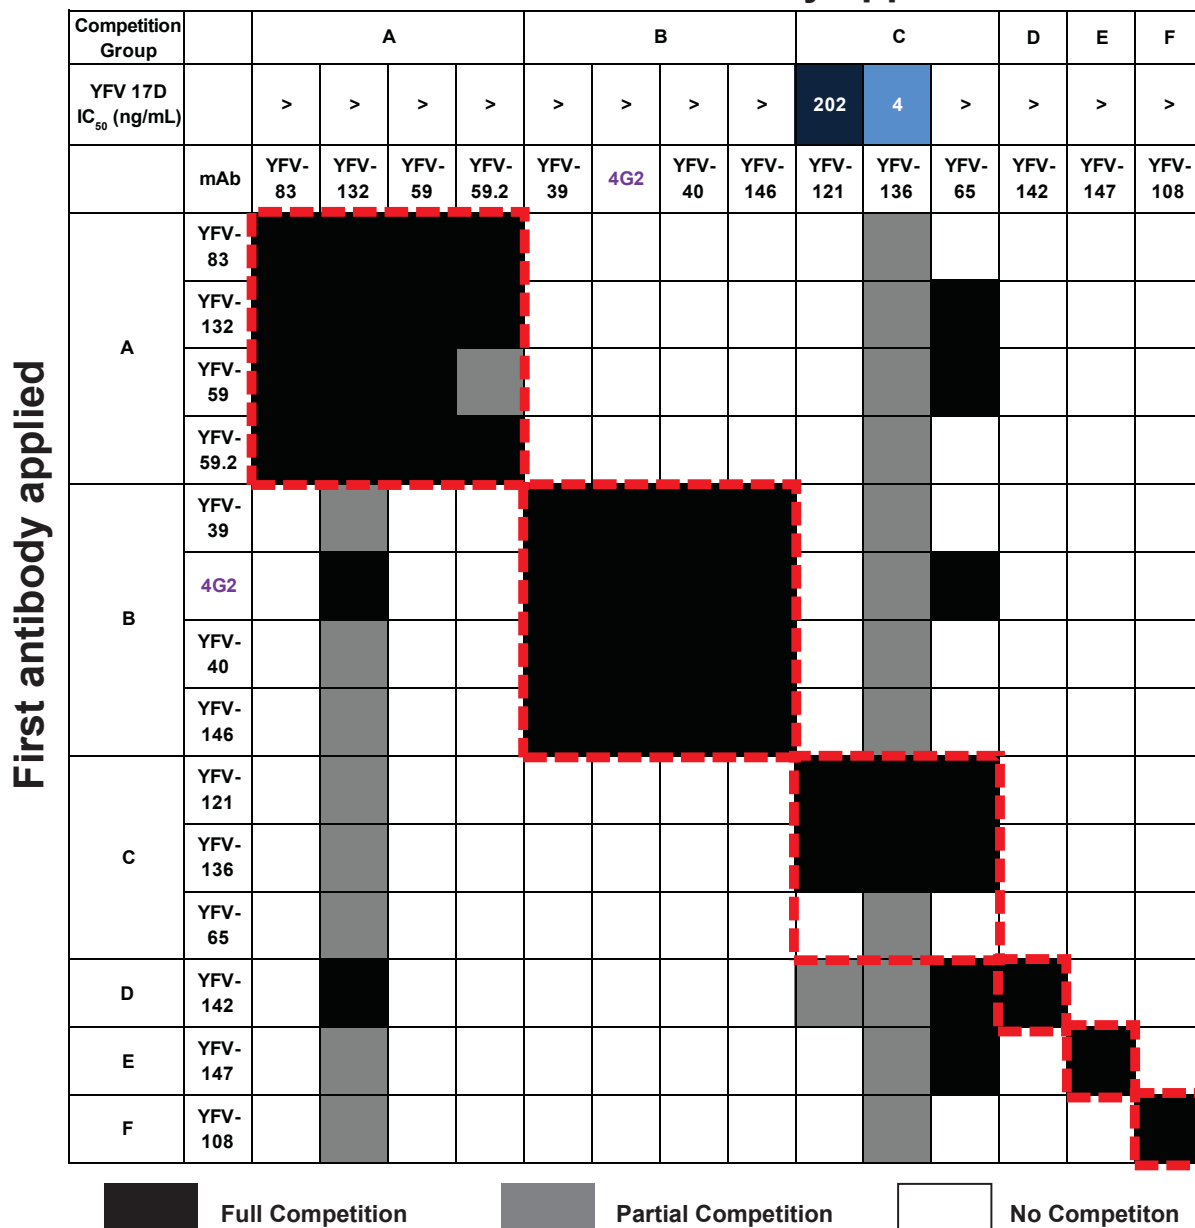 Competition Group A B C D E F
YFV 17D IC50 (ng/mL) > > > > > > > > 202 4 > > > >
mAb YFV-83 YFV-132 YFV-59 YFV-59.2 YFV-39 4G2 YFV-40 YFV-146 YFV-121 YFV-136 YFV-65 YFV-142 YFV-147 YFV-108
First antibody applied
A
YFV-83
YFV-132
YFV-59
YFV-59.2
B
YFV-39
4G2
YFV-40
YFV-146
C
YFV-121
YFV-136
YFV-65
D YFV-142
E YFV-147
F YFV-108
Full Competition Partial Competition No Competiton